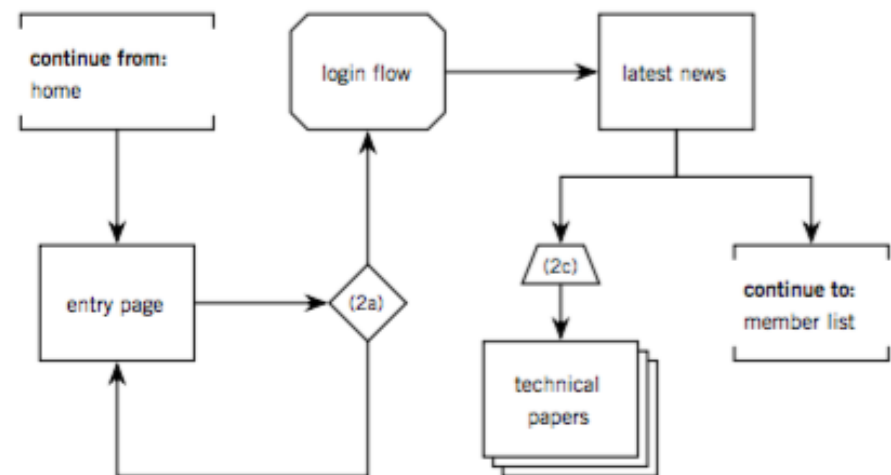 continue from:
home
login flow
latest news
entry page
(2a)
(2c)
continue to:
member list
technical
papers